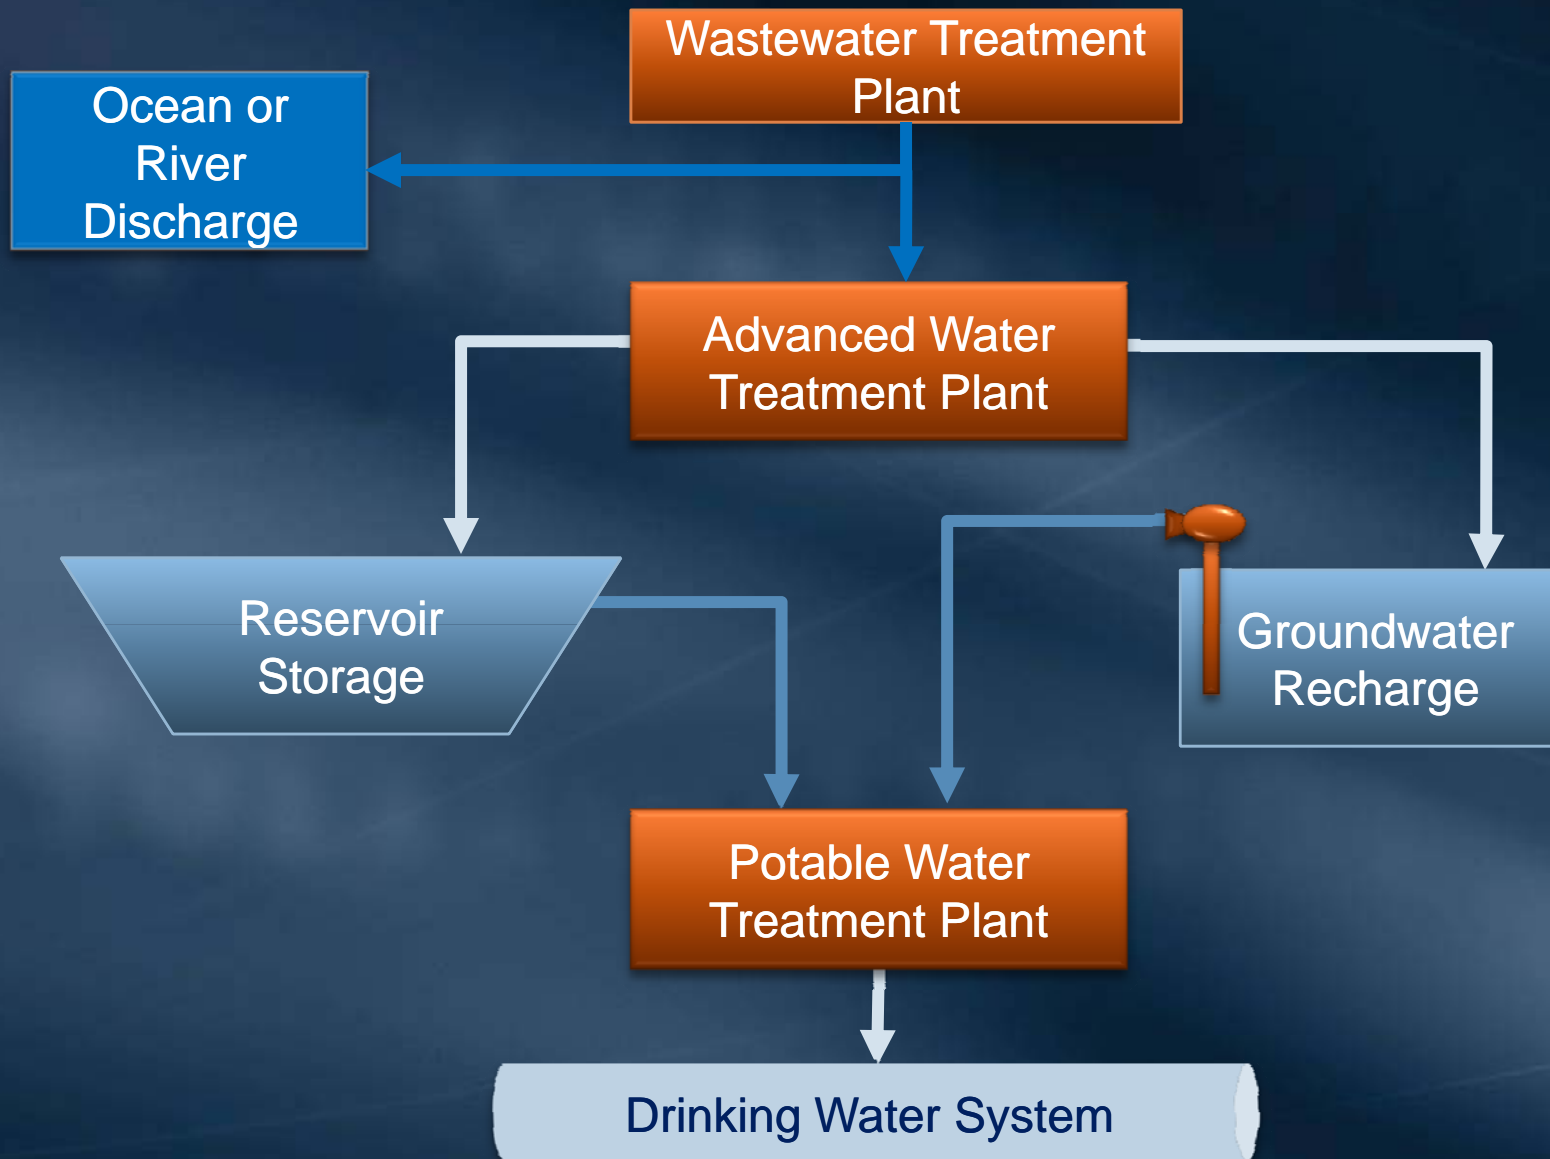 Wastewater Treatment
Plant
Ocean or
River
Discharge
Advanced Water
Treatment Plant
Reservoir
Storage
Groundwater
Recharge
Potable Water
Treatment Plant
Drinking Water System